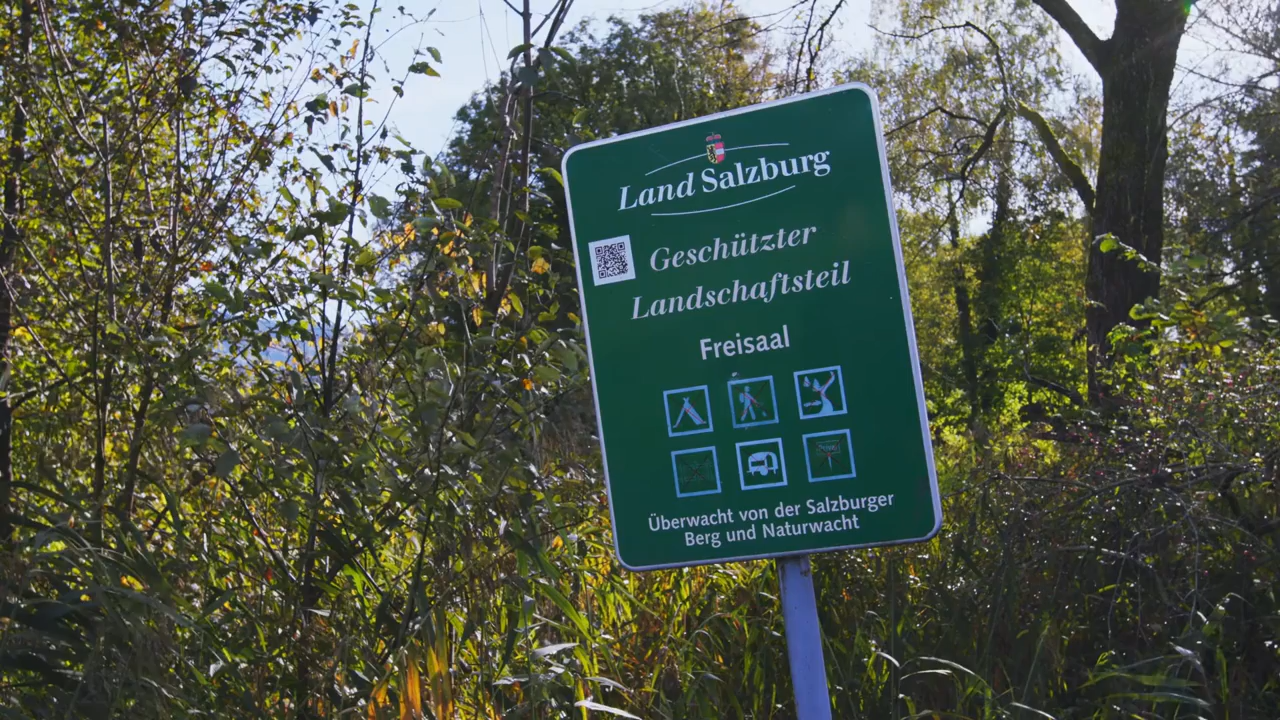 Land Salzburg
Geschützter
Landschaftsteil
Freisaal
Überwacht von der Salzburger
Berg und Naturwacht